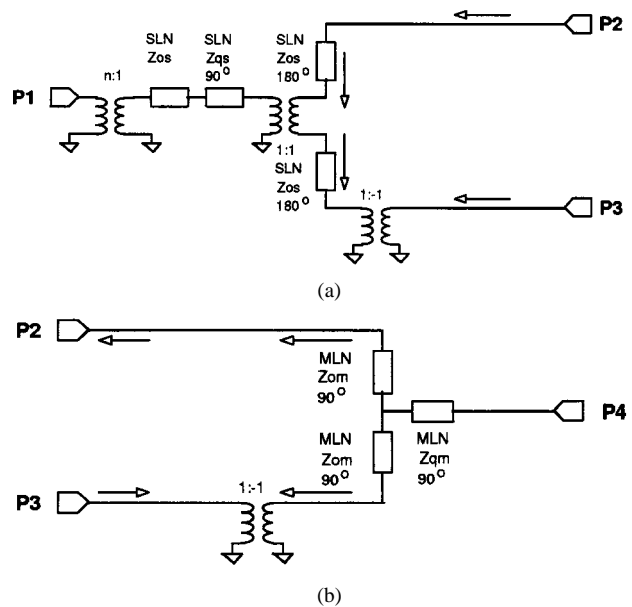 P2
SLN
Zos
SLN
Zqs
90°
SLN
Zos
180°
n:1
P1
1:1
SLN
Zos
180°
1:-1
P3
(a)
P2
MLN
Zom
90°
P4
MLN
Zom
90°
MLN
Zqm
90°
1:-1
P3
(b)